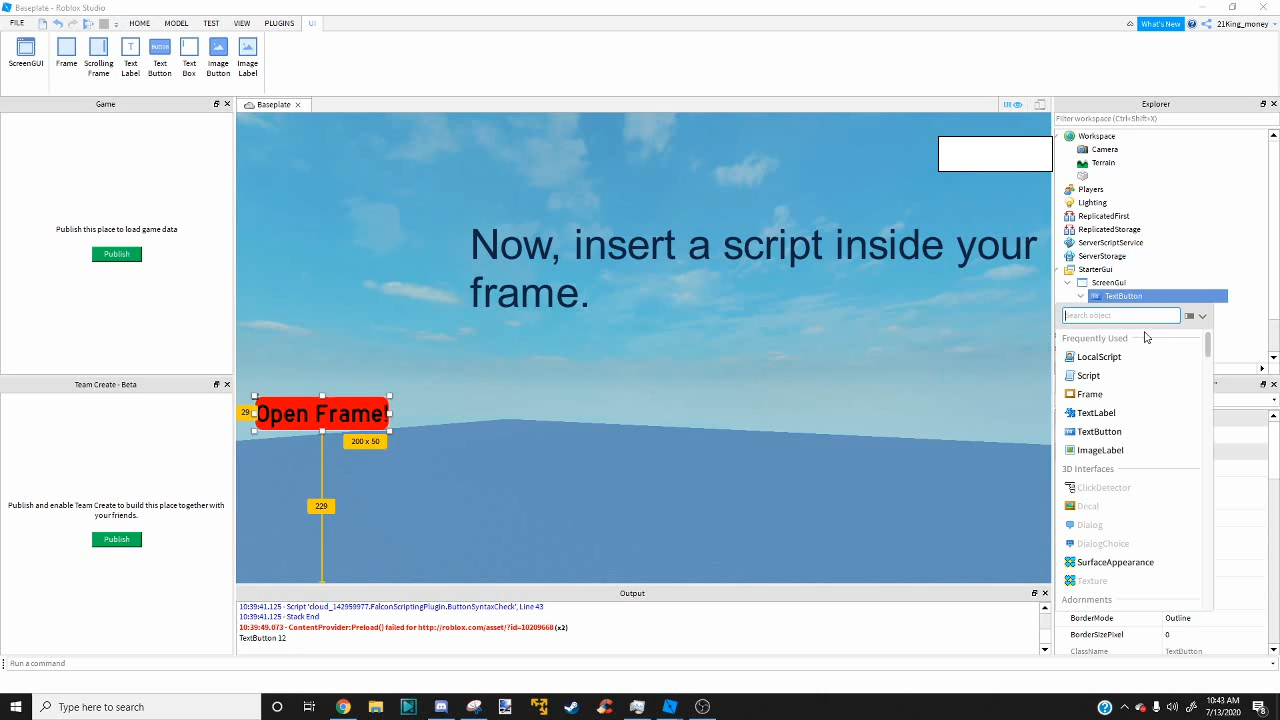 Baseplate - Roblox Studio
FILE HOME MODEL TEST VIEW PLUGINS UI
What's New 21King_money
ScreenGUI
Frame
Scrolling Frame
Text Label
Button
Text Button
Text Box
Image Button
Image Label
Game
Publish this place to load game data
Publish
Team Create - Beta
Publish and enable Team Create to build this place together with
your friends.
Publish
Baseplate
UI
Now, insert a script inside your
frame.
Open Frame!
29
200 x 50
229
Output
10:39:41.125 - Script 'cloud_142959977.FalconScriptingPlugin.ButtonSyntaxCheck', Line 43
10:39:41.125 - Stack End
10:39:49.073 - ContentProvider:Preload() failed for http://roblox.com/asset/?id=10209668 (x2)
TextButton 12
Run a command
Explorer
Filter workspace (Ctrl+Shift+X)
Workspace
Camera
Terrain
Players
Lighting
ReplicatedFirst
ReplicatedStorage
ServerScriptService
ServerStorage
StarterGui
ScreenGui
TextButton
Search object
Frequently Used
LocalScript
Script
Frame
TextLabel
TextButton
ImageLabel
3D Interfaces
ClickDetector
Decal
Dialog
DialogChoice
SurfaceAppearance
Texture
Adornments
BorderMode Outline
BorderSizePixel 0
ClassName TextButton
Type here to search
10:43 AM
7/13/2020